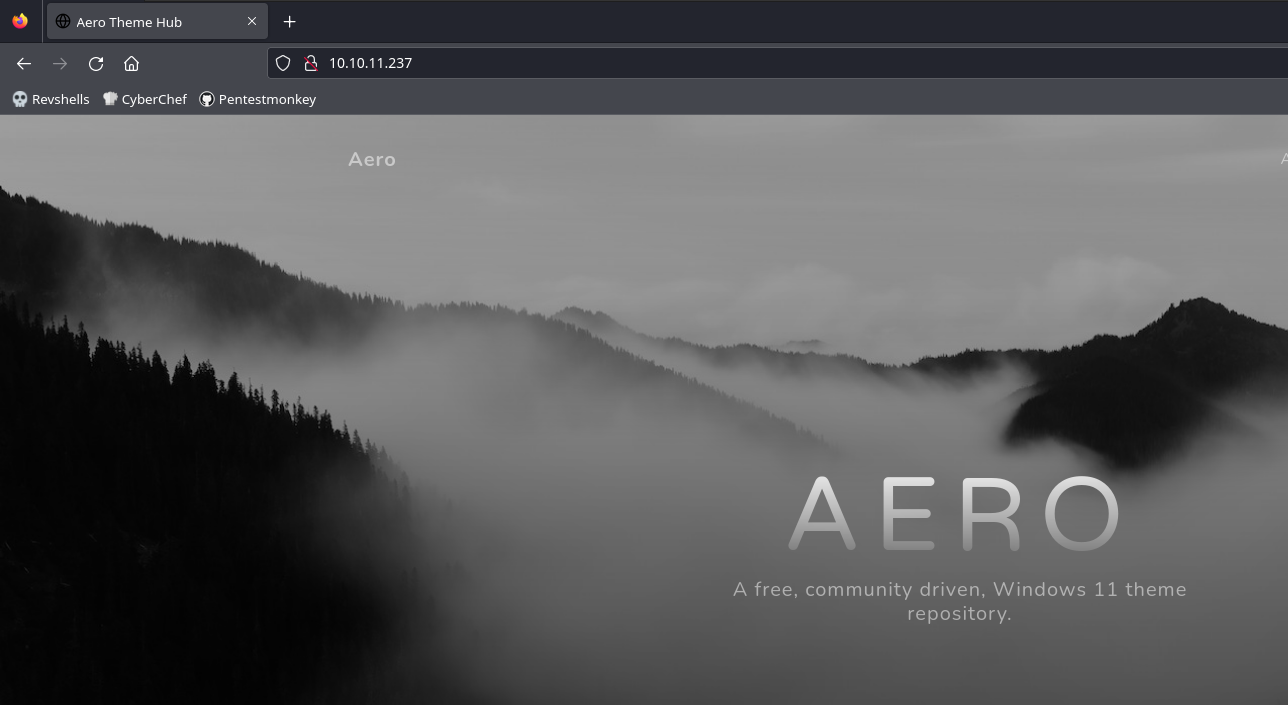 Aero Theme Hub
10.10.11.237
Revshells CyberChef Pentestmonkey
Aero
AERO
A free, community driven, Windows 11 theme
repository.